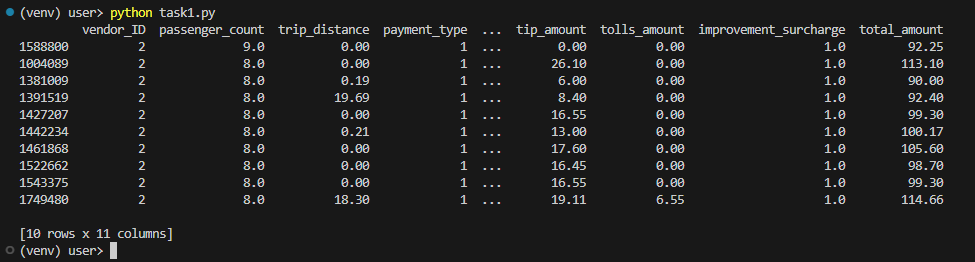 (venv) user> python task1.py
vendor_ID passenger_count trip_distance payment_type ... tip_amount tolls_amount improvement_surcharge total_amount
1588800 2 9.0 0.00 1 ... 0.00 0.00 1.0 92.25
1004089 2 8.0 0.00 1 ... 26.10 0.00 1.0 113.10
1381009 2 8.0 0.19 1 ... 6.00 0.00 1.0 90.00
1391519 2 8.0 19.69 1 ... 8.40 0.00 1.0 92.40
1427207 2 8.0 0.00 1 ... 16.55 0.00 1.0 99.30
1442234 2 8.0 0.21 1 ... 13.00 0.00 1.0 100.17
1461868 2 8.0 0.00 1 ... 17.60 0.00 1.0 105.60
1522662 2 8.0 0.00 1 ... 16.45 0.00 1.0 98.70
1543375 2 8.0 0.00 1 ... 16.55 0.00 1.0 99.30
1749480 2 8.0 18.30 1 ... 19.11 6.55 1.0 114.66
[10 rows x 11 columns]
(venv) user>